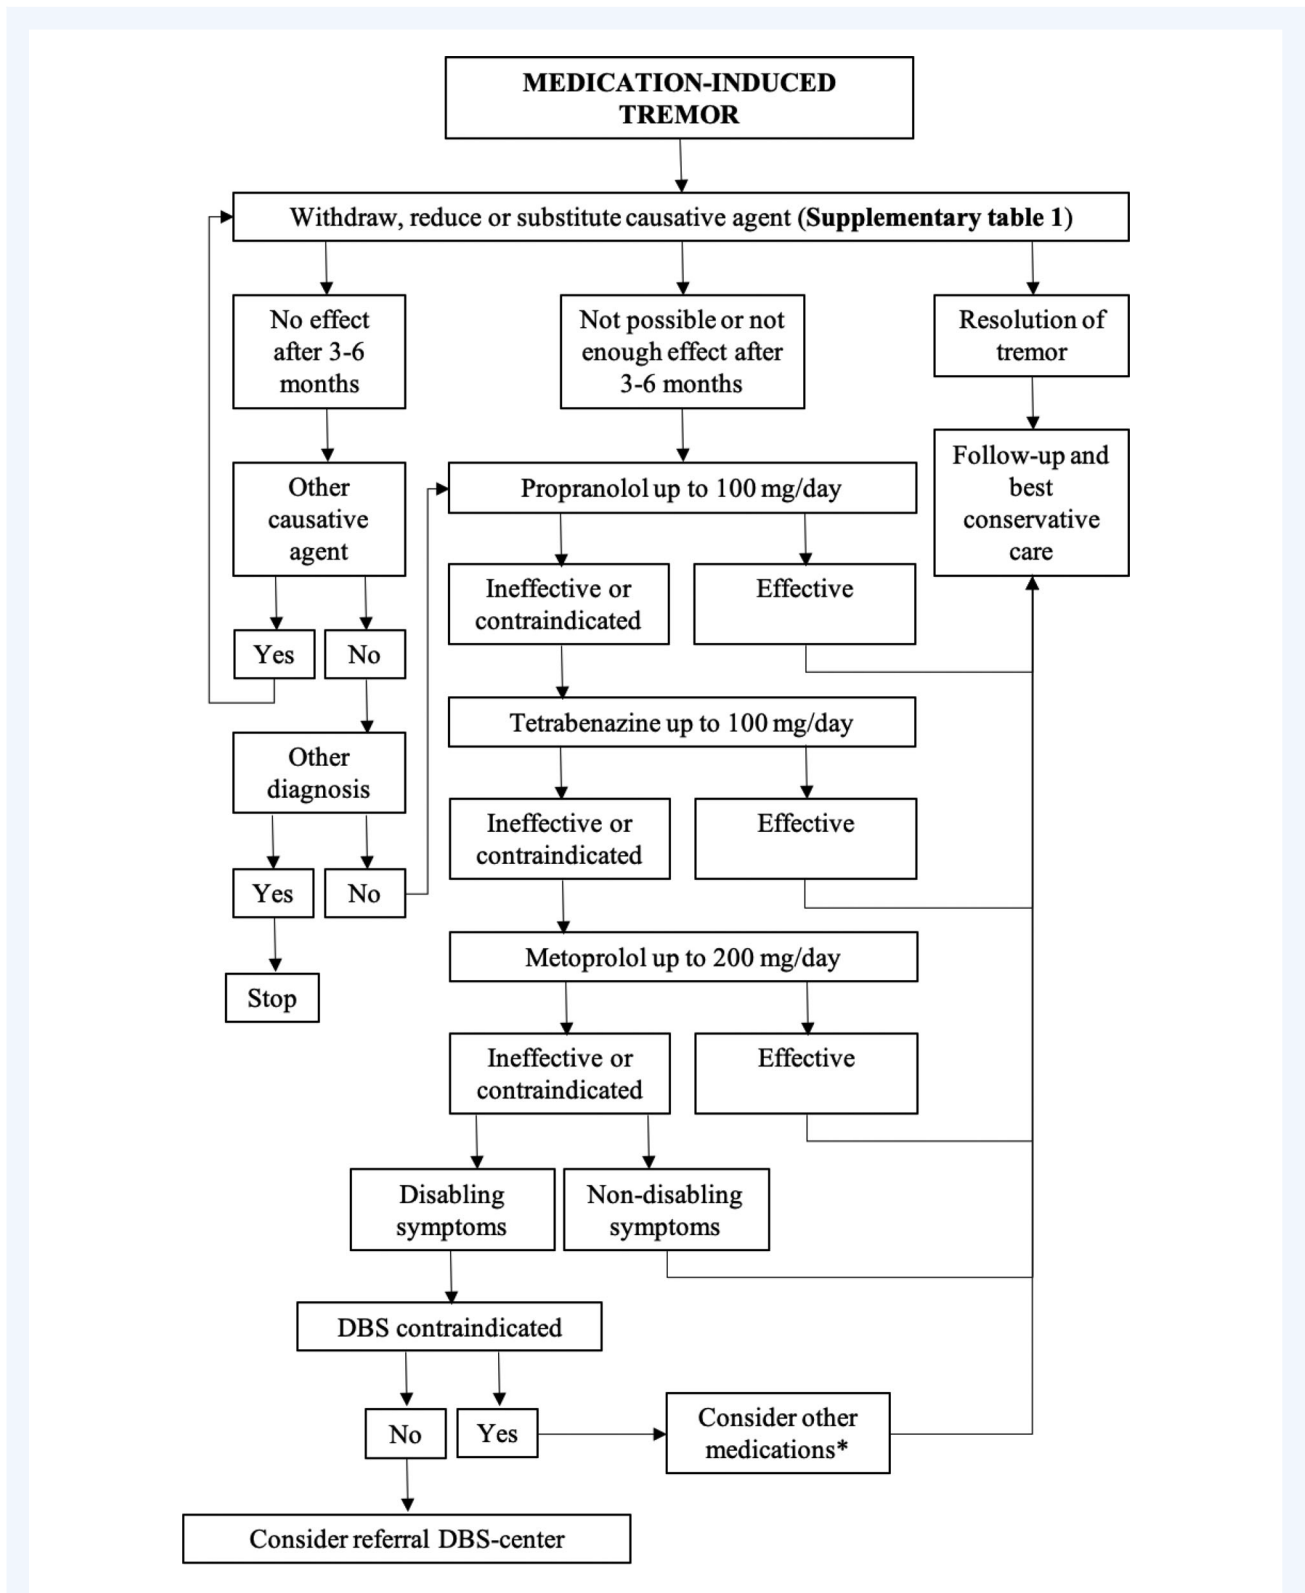 MEDICATION-INDUCED
TREMOR
Withdraw, reduce or substitute causative agent (Supplementary table 1)
No effect
after 3-6
months
Not possible or not
enough effect after
3-6 months
Resolution of
tremor
Other
causative
agent
Propranolol up to 100 mg/day
Follow-up and
best
conservative
care
Ineffective or
contraindicated
Effective
Yes
No
Tetrabenazine up to 100 mg/day
Other
diagnosis
Ineffective or
contraindicated
Effective
Yes
No
Metoprolol up to 200 mg/day
Stop
Ineffective or
contraindicated
Effective
Disabling
symptoms
Non-disabling
symptoms
DBS contraindicated
No
Yes
Consider other
medications*
Consider referral DBS-center